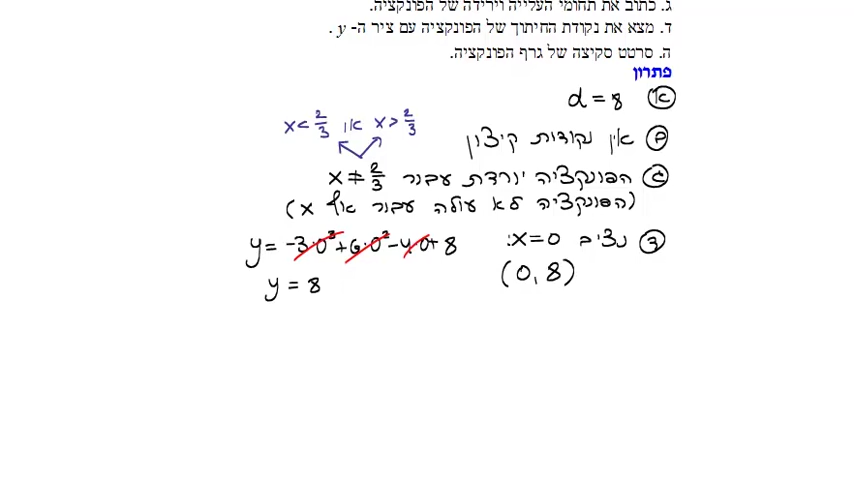 ג. כתוב את תחומי העלייה וירידה של הפונקציה.
ד. מצא את נקודת החיתוך של הפונקציה עם ציר ה- y .
ה. סרטט סקיצה של גרף הפונקציה.
פתרון
א d = 8
ב אין נקודות קיצון
x < 2/3 או x > 2/3
ג הפונקציה יורדת עבור x ≠ 2/3
(הפונקציה לא עולה עבור אף x)
ד נציב x=0:
y = -3·0³+6·0²-4·0+8
(0, 8)
y = 8